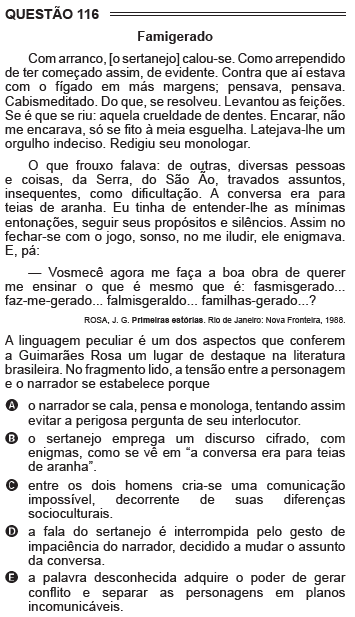 QUESTÃO 116
Famigerado
Com arranco, [o sertanejo] calou-se. Como arrependido
de ter começado assim, de evidente. Contra que aí estava
com o fígado em más margens; pensava, pensava.
Cabismeditado. Do que, se resolveu. Levantou as feições.
Se é que se riu: aquela crueldade de dentes. Encarar, não
me encarava, só se fito à meia esguelha. Latejava-lhe um
orgulho indeciso. Redigiu seu monologar.
O que frouxo falava: de outras, diversas pessoas
e coisas, da Serra, do São Ão, travados assuntos,
insequentes, como dificultação. A conversa era para
teias de aranha. Eu tinha de entender-lhe as mínimas
entonações, seguir seus propósitos e silêncios. Assim no
fechar-se com o jogo, sonso, no me iludir, ele enigmava.
E, pá:
— Vosmecê agora me faça a boa obra de querer
me ensinar o que é mesmo que é: fasmisgerado...
faz-me-gerado... falmisgeraldo... familhas-gerado...?
ROSA, J. G. Primeiras estórias. Rio de Janeiro: Nova Fronteira, 1988.
A linguagem peculiar é um dos aspectos que conferem
a Guimarães Rosa um lugar de destaque na literatura
brasileira. No fragmento lido, a tensão entre a personagem
e o narrador se estabelece porque
A o narrador se cala, pensa e monologa, tentando assim
evitar a perigosa pergunta de seu interlocutor.
B o sertanejo emprega um discurso cifrado, com
enigmas, como se vê em “a conversa era para teias
de aranha”.
C entre os dois homens cria-se uma comunicação
impossível, decorrente de suas diferenças
socioculturais.
D a fala do sertanejo é interrompida pelo gesto de
impaciência do narrador, decidido a mudar o assunto
da conversa.
E a palavra desconhecida adquire o poder de gerar
conflito e separar as personagens em planos
incomunicáveis.